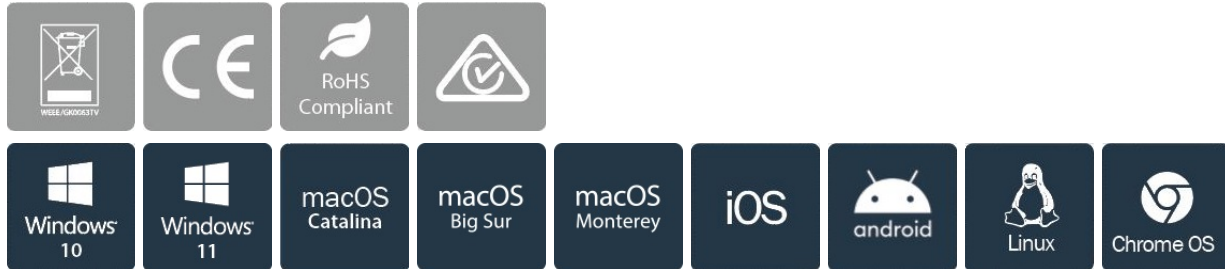 WEEE/GK0063TV
CE
RoHS
Compliant
Windows
10
Windows
11
macOS
Catalina
macOS
Big Sur
macOS
Monterey
iOS
android
Linux
Chrome OS